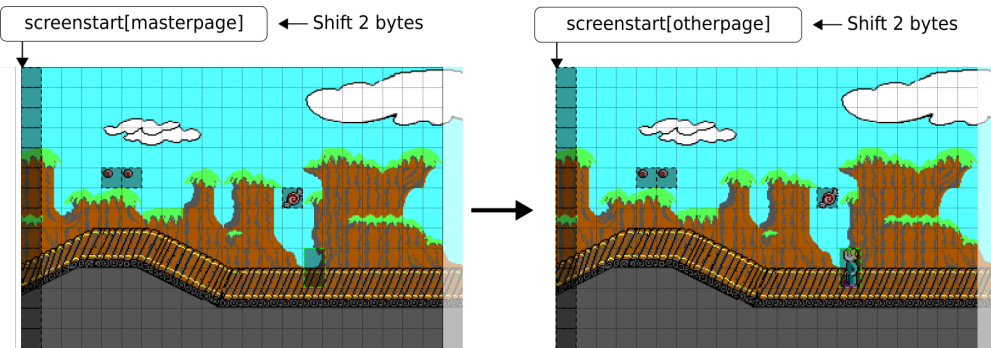 screenstart[masterpage]
Shift 2 bytes
screenstart[otherpage]
Shift 2 bytes